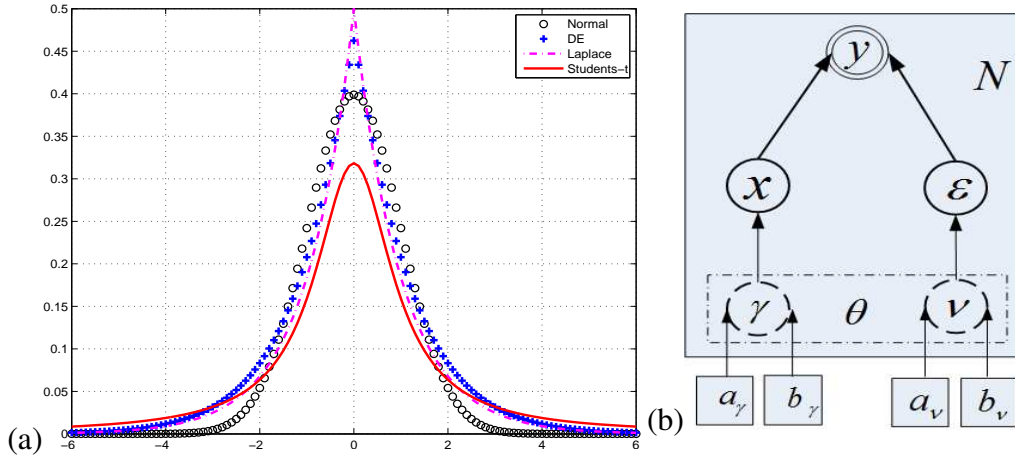 0.5
0.45
0.4
0.35
0.3
0.25
0.2
0.15
0.1
0.05
0
−6 −4 −2 0 2 4 6
Normal
DE
Laplace
Students−t
(a)
y
N
x ε
γ θ ν
a_γ b_γ a_ν b_ν
(b)